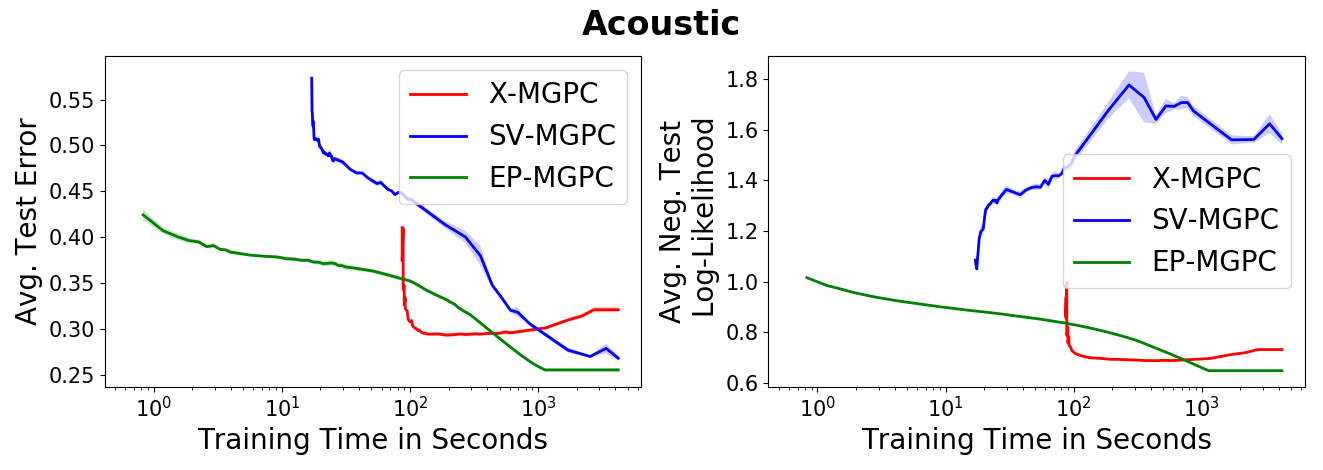 Acoustic
Avg. Test Error
0.55
0.50
0.45
0.40
0.35
0.30
0.25
10^0
10^1
10^2
10^3
Training Time in Seconds
X-MGPC
SV-MGPC
EP-MGPC
Avg. Neg. Test
Log-Likelihood
1.8
1.6
1.4
1.2
1.0
0.8
0.6
10^0
10^1
10^2
10^3
Training Time in Seconds
X-MGPC
SV-MGPC
EP-MGPC